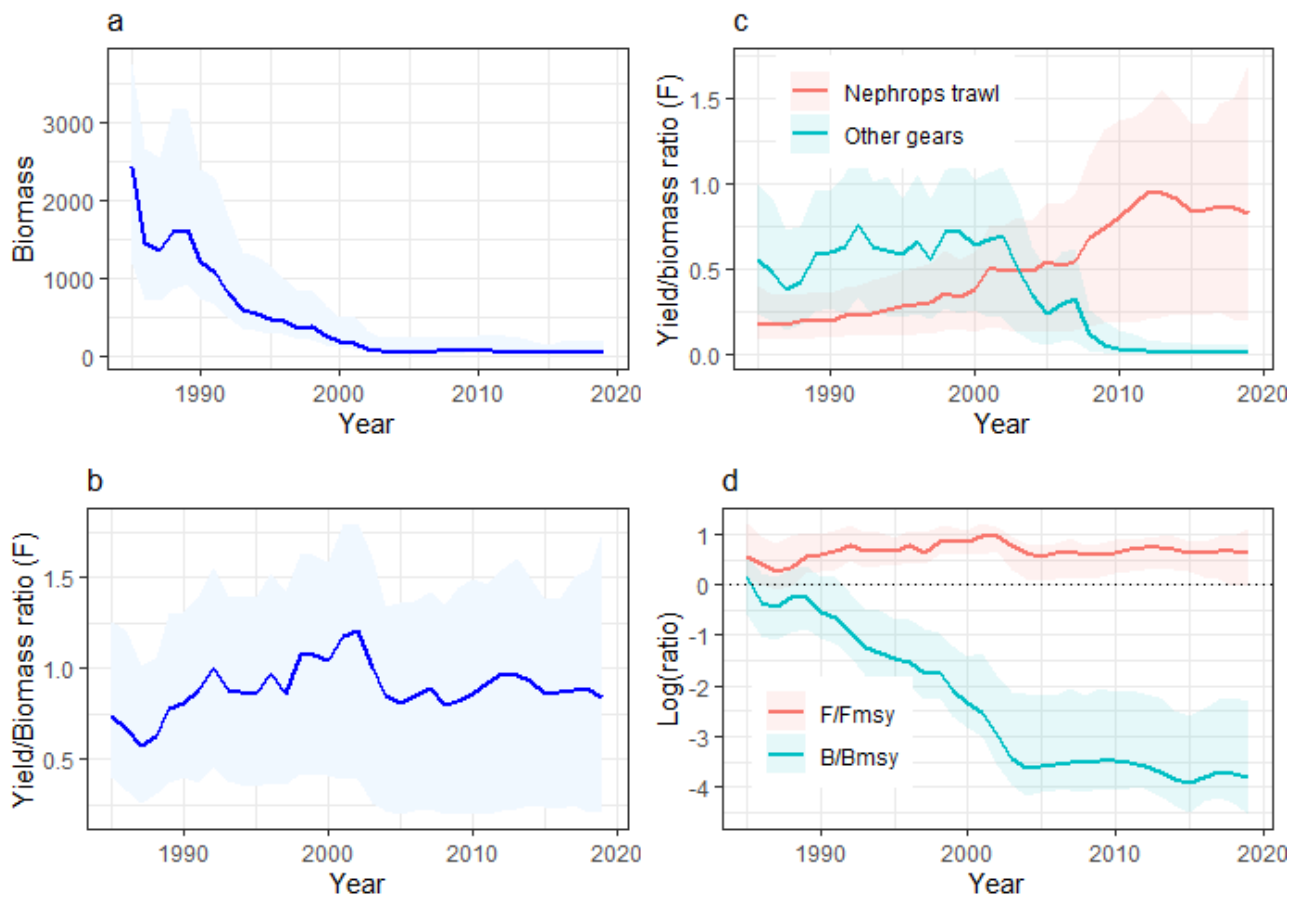 a
Biomass
3000
2000
1000
0
1990
2000
2010
2020
Year
c
Yield/biomass ratio (F)
1.5
1.0
0.5
0.0
Nephrops trawl
Other gears
1990
2000
2010
2020
Year
b
Yield/Biomass ratio (F)
1.5
1.0
0.5
1990
2000
2010
2020
Year
d
Log(ratio)
1
0
-1
-2
-3
-4
F/Fmsy
B/Bmsy
1990
2000
2010
2020
Year